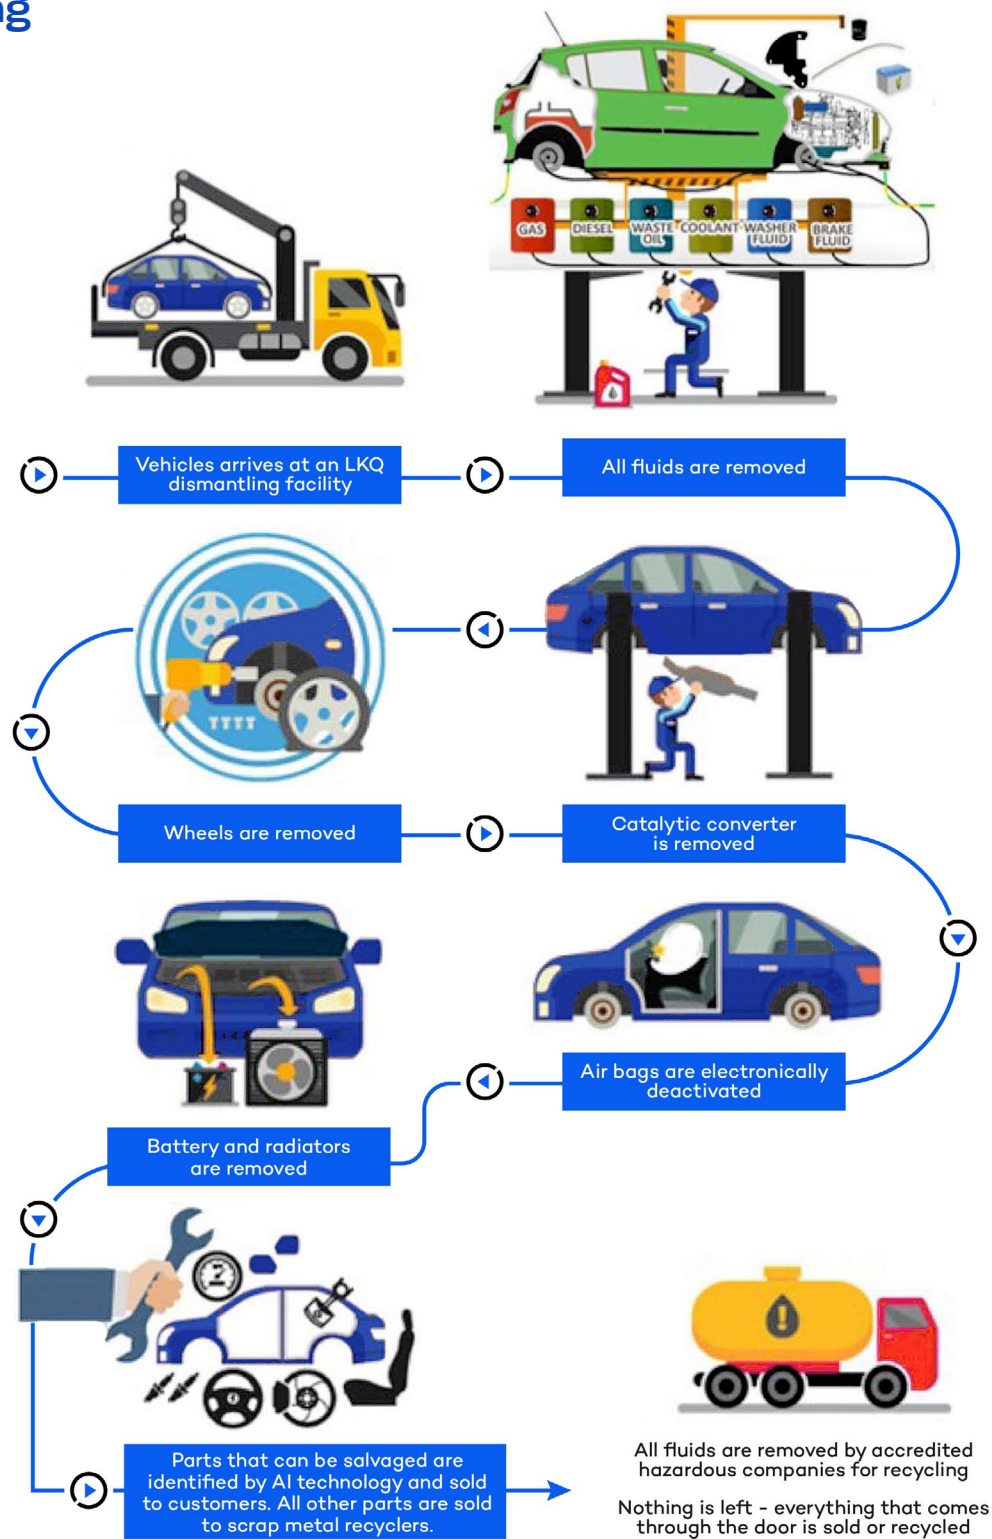 GAS
DIESEL
WASTE
OIL
COOLANT
WASHER
FLUID
BRAKE
FLUID
Vehicles arrives at an LKQ
dismantling facility
All fluids are removed
Wheels are removed
Catalytic converter
is removed
Air bags are electronically
deactivated
Battery and radiators
are removed
Parts that can be salvaged are
identified by AI technology and sold
to customers. All other parts are sold
to scrap metal recyclers.
All fluids are removed by accredited
hazardous companies for recycling
Nothing is left - everything that comes
through the door is sold or recycled